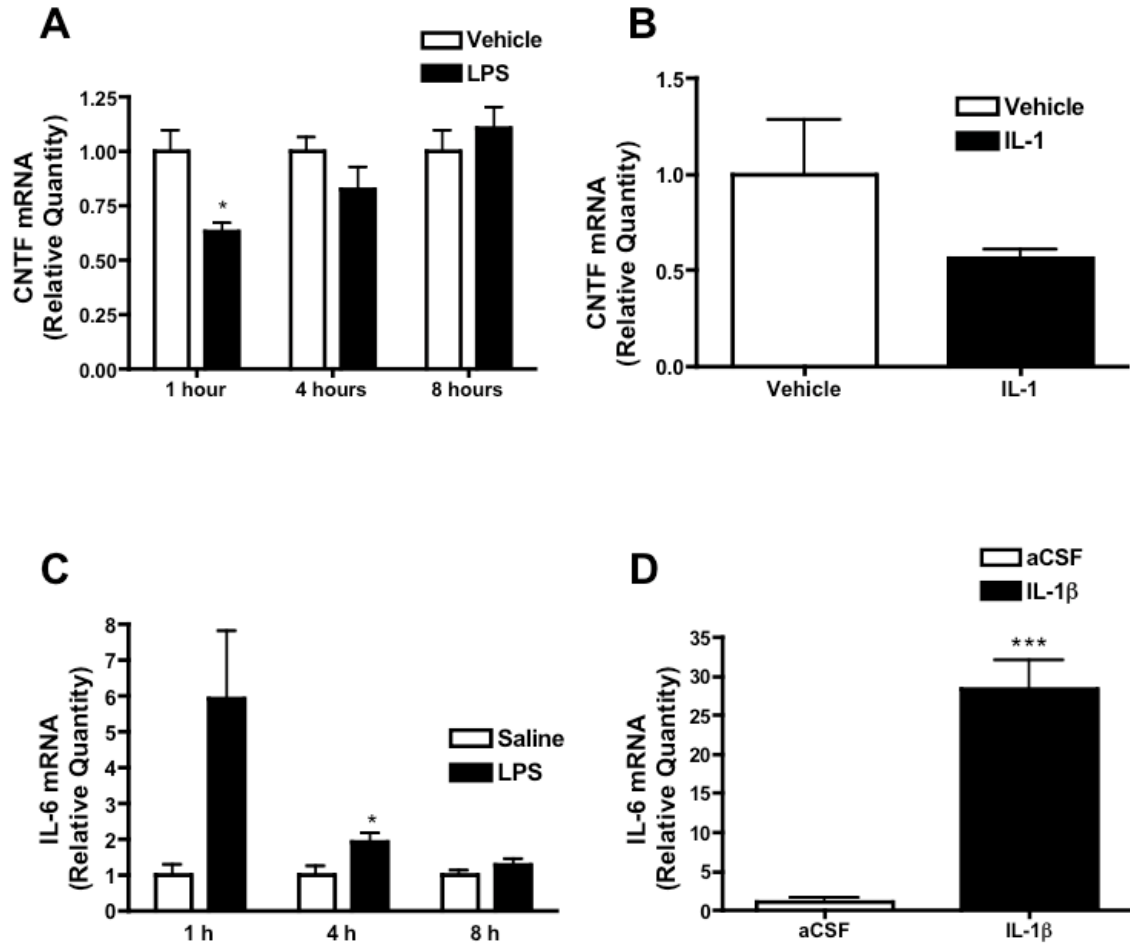 A
Vehicle
LPS
CNTF mRNA
(Relative Quantity)
1.25
1.00
0.75
0.50
0.25
0.00
*
1 hour
4 hours
8 hours
B
Vehicle
IL-1
CNTF mRNA
(Relative Quantity)
1.5
1.0
0.5
0.0
Vehicle
IL-1
C
Saline
LPS
IL-6 mRNA
(Relative Quantity)
8
7
6
5
4
3
2
1
0
*
1 h
4 h
8 h
D
aCSF
IL-1β
IL-6 mRNA
(Relative Quantity)
35
30
25
20
15
10
5
0
***
aCSF
IL-1β